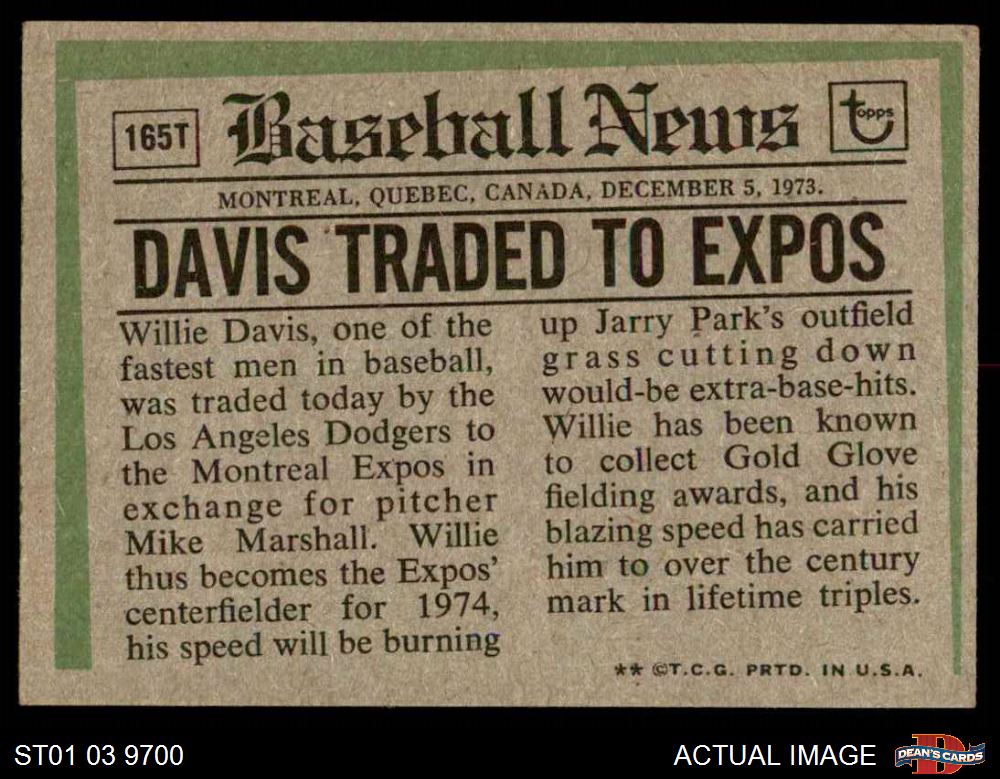 165T
Baseball News
topps
MONTREAL, QUEBEC, CANADA, DECEMBER 5, 1973.
DAVIS TRADED TO EXPOS
Willie Davis, one of the
fastest men in baseball,
was traded today by the
Los Angeles Dodgers to
the Montreal Expos in
exchange for pitcher
Mike Marshall. Willie
thus becomes the Expos'
centerfielder for 1974,
his speed will be burning
up Jarry Park's outfield
grass cutting down
would-be extra-base-hits.
Willie has been known
to collect Gold Glove
fielding awards, and his
blazing speed has carried
him to over the century
mark in lifetime triples.
** ©T.C.G. PRTD. IN U.S.A.
ST01 03 9700
ACTUAL IMAGE
D
DEAN'S CARDS